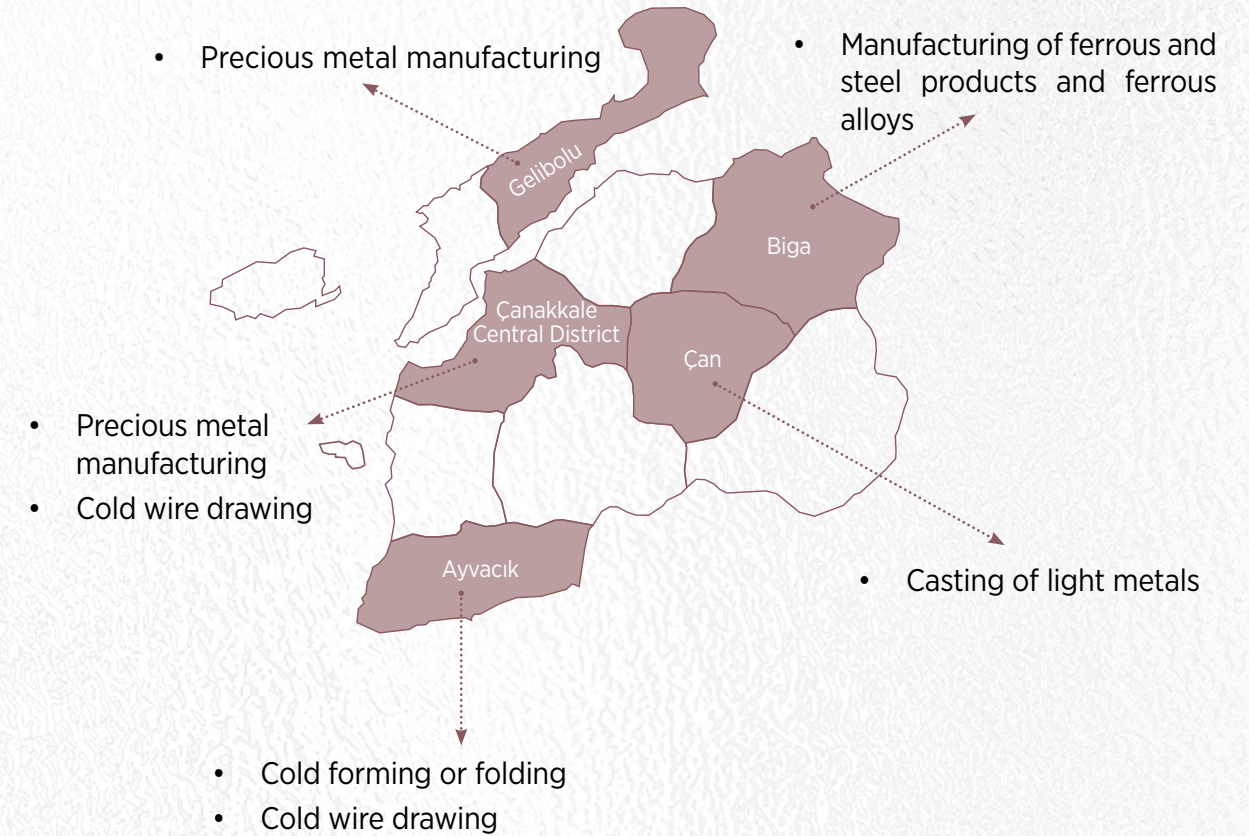 • Precious metal manufacturing
• Manufacturing of ferrous and
steel products and ferrous
alloys
Gelibolu
Biga
Çanakkale
Central District
Çan
• Precious metal
manufacturing
• Cold wire drawing
Ayvacık
• Casting of light metals
• Cold forming or folding
• Cold wire drawing